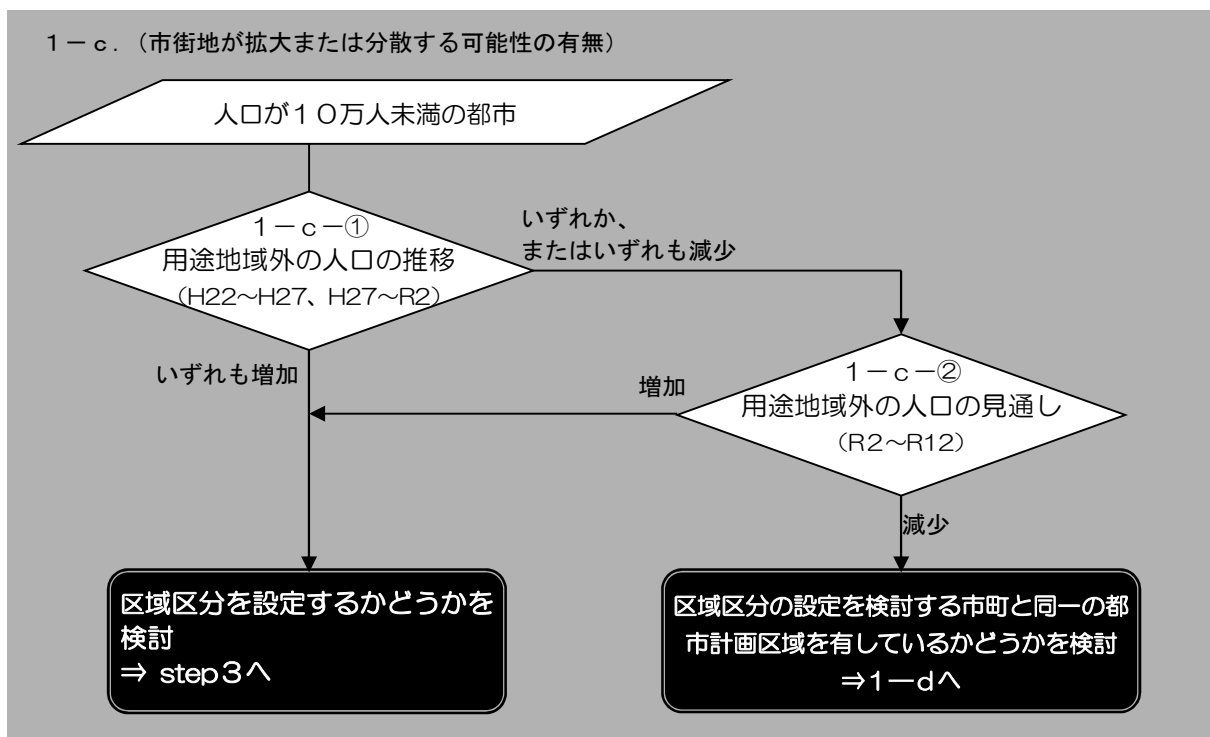 1－c．（市街地が拡大または分散する可能性の有無）
人口が１０万人未満の都市
1－c－①
用途地域外の人口の推移
（H22～H27、H27～R2）
いずれか、
またはいずれも減少
いずれも増加
増加
1－c－②
用途地域外の人口の見通し
（R2～R12）
減少
区域区分を設定するかどうかを
検討
⇒ step3へ
区域区分の設定を検討する市町と同一の都
市計画区域を有しているかどうかを検討
⇒1－dへ